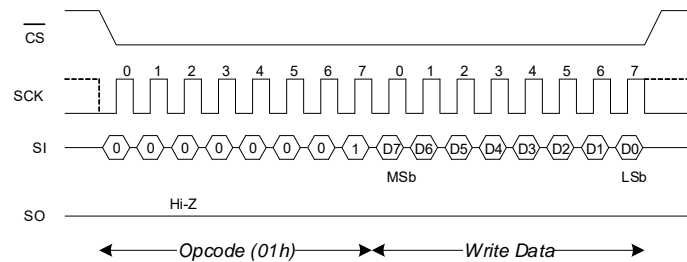 CS
0 1 2 3 4 5 6 7 0 1 2 3 4 5 6 7
SCK
SI 0 0 0 0 0 0 0 1 D7 D6 D5 D4 D3 D2 D1 D0
MSb LSb
Hi-Z
SO
Opcode (01h) Write Data